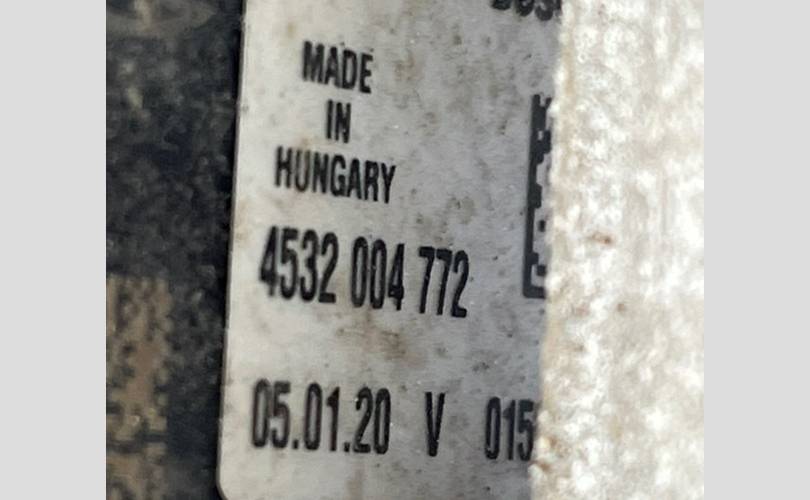 MADE
IN
HUNGARY
4532 004 772
05.01.20 V 015